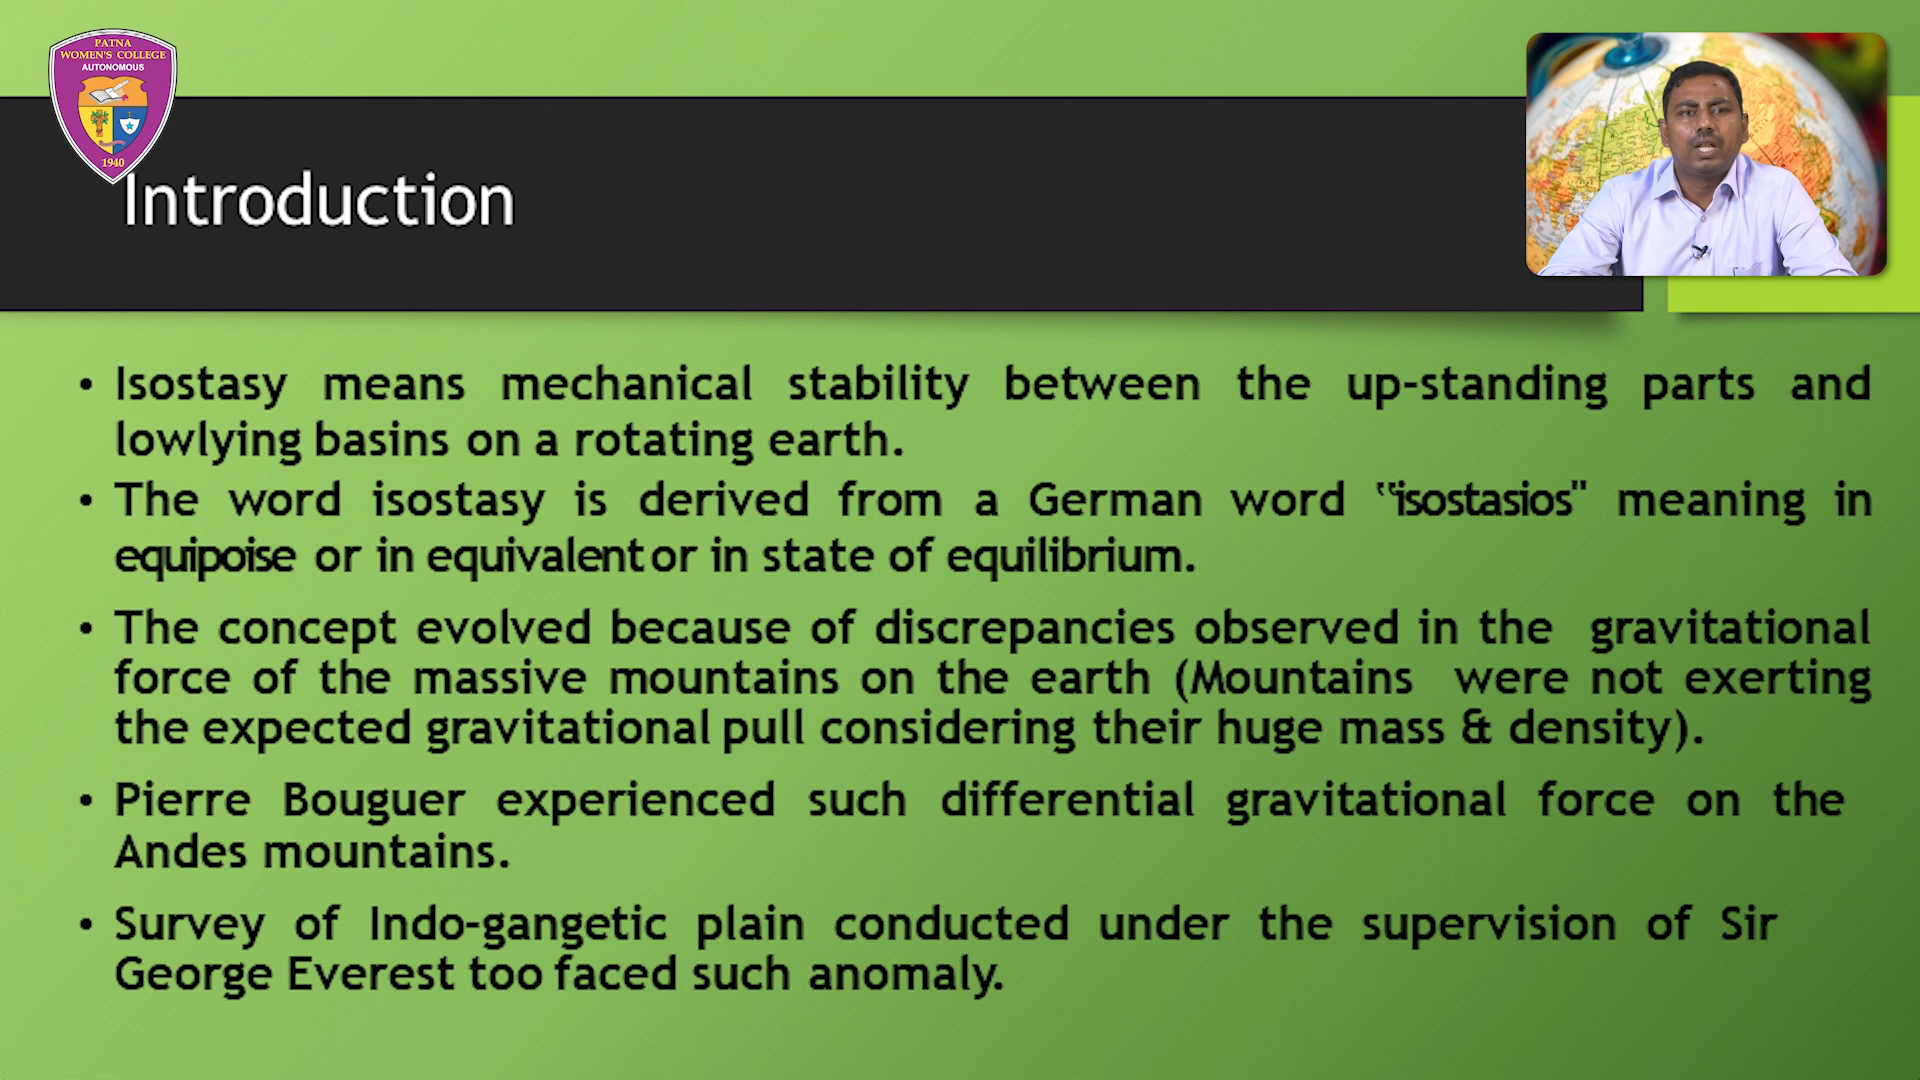 PATNA
WOMEN'S COLLEGE
AUTONOMOUS
1940
Introduction
• Isostasy means mechanical stability between the up-standing parts and
lowlying basins on a rotating earth.
• The word isostasy is derived from a German word "isostasios" meaning in
equipoise or in equivalent or in state of equilibrium.
• The concept evolved because of discrepancies observed in the gravitational
force of the massive mountains on the earth (Mountains were not exerting
the expected gravitational pull considering their huge mass & density).
• Pierre Bouguer experienced such differential gravitational force on the
Andes mountains.
• Survey of Indo-gangetic plain conducted under the supervision of Sir
George Everest too faced such anomaly.